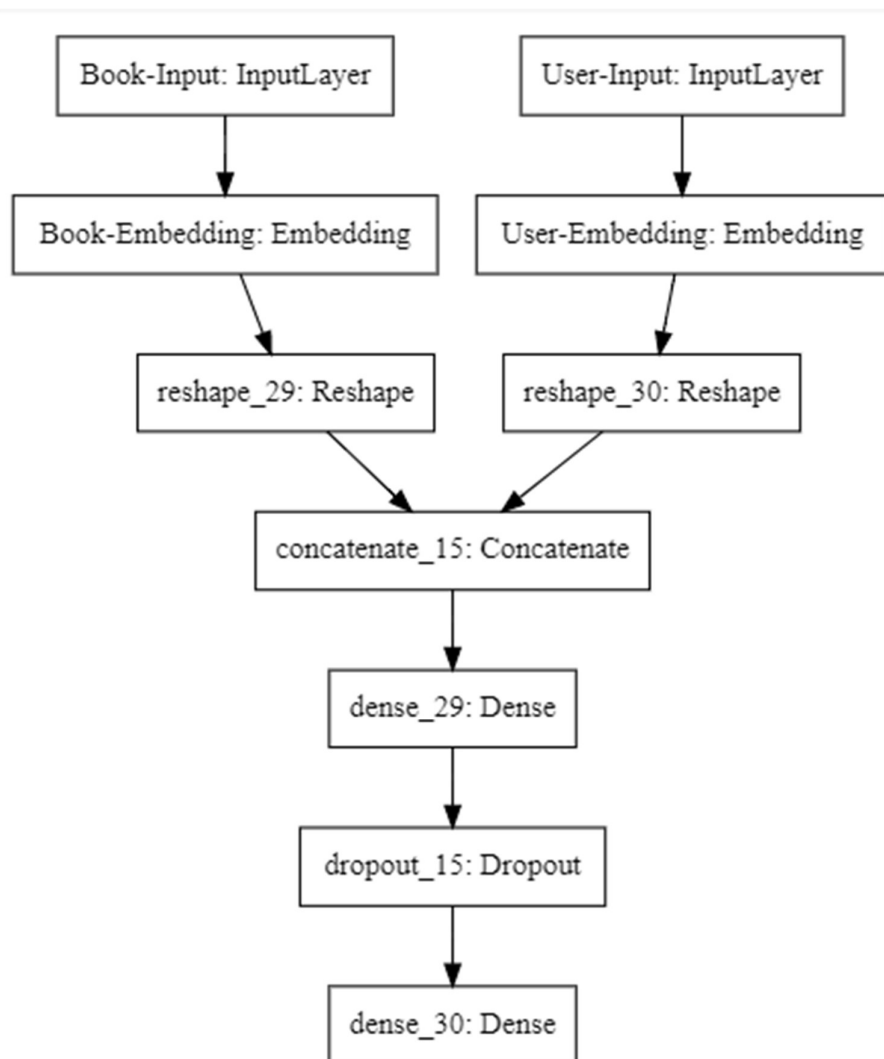 Book-Input: InputLayer
User-Input: InputLayer
Book-Embedding: Embedding
User-Embedding: Embedding
reshape_29: Reshape
reshape_30: Reshape
concatenate_15: Concatenate
dense_29: Dense
dropout_15: Dropout
dense_30: Dense